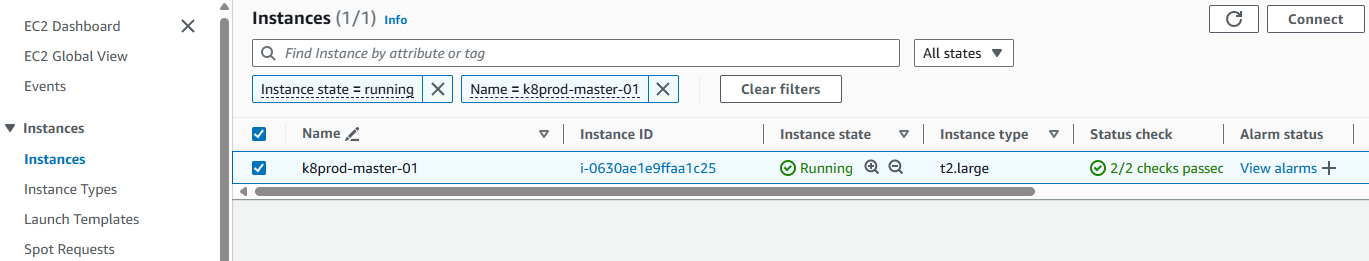 EC2 Dashboard
EC2 Global View
Events
Instances
Instances
Instance Types
Launch Templates
Spot Requests
Instances (1/1) Info
Connect
Find Instance by attribute or tag
All states
Instance state = running
Name = k8prod-master-01
Clear filters
Name Instance ID Instance state Instance type Status check Alarm status
k8prod-master-01 i-0630ae1e9ffaa1c25 Running t2.large 2/2 checks passec View alarms